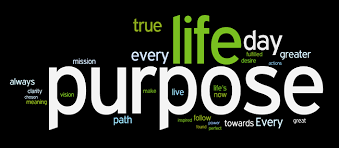 true life day
mission every fulfilled desire greater actions
always
clarity chosen meaning vision make live life's now
purpose
path inspired follow found power perfect towards Every great